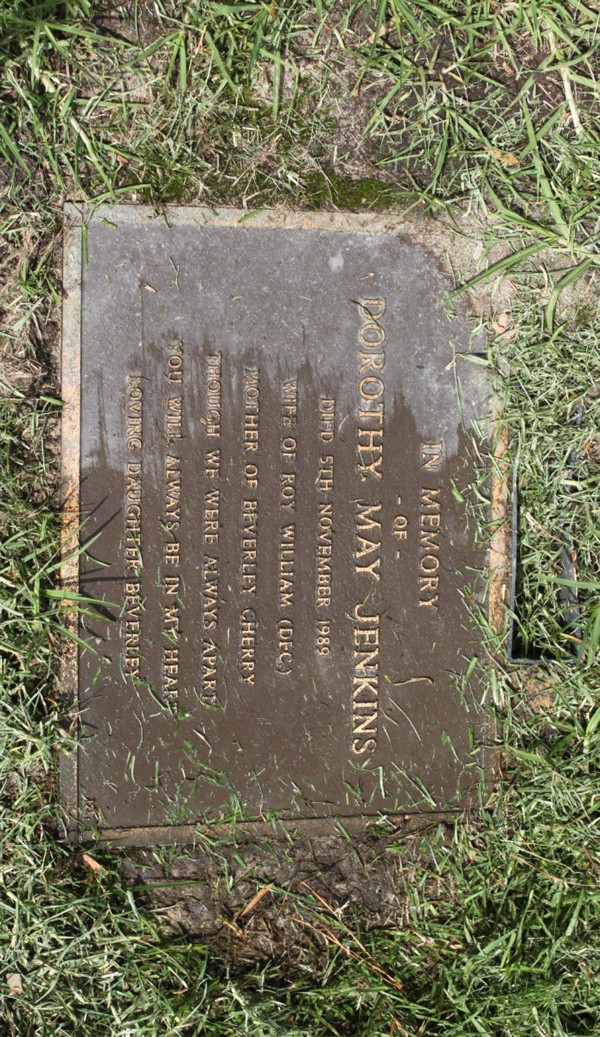 IN MEMORY
- OF -
DOROTHY MAY JENKINS
DIED 5TH NOVEMBER 1989
WIFE OF ROY WILLIAM (DFC.)
MOTHER OF BEVERLEY CHERRY
THOUGH WE WERE ALWAYS APART
YOU WILL ALWAYS BE IN MY HEART
LOVING DAUGHTER BEVERLEY